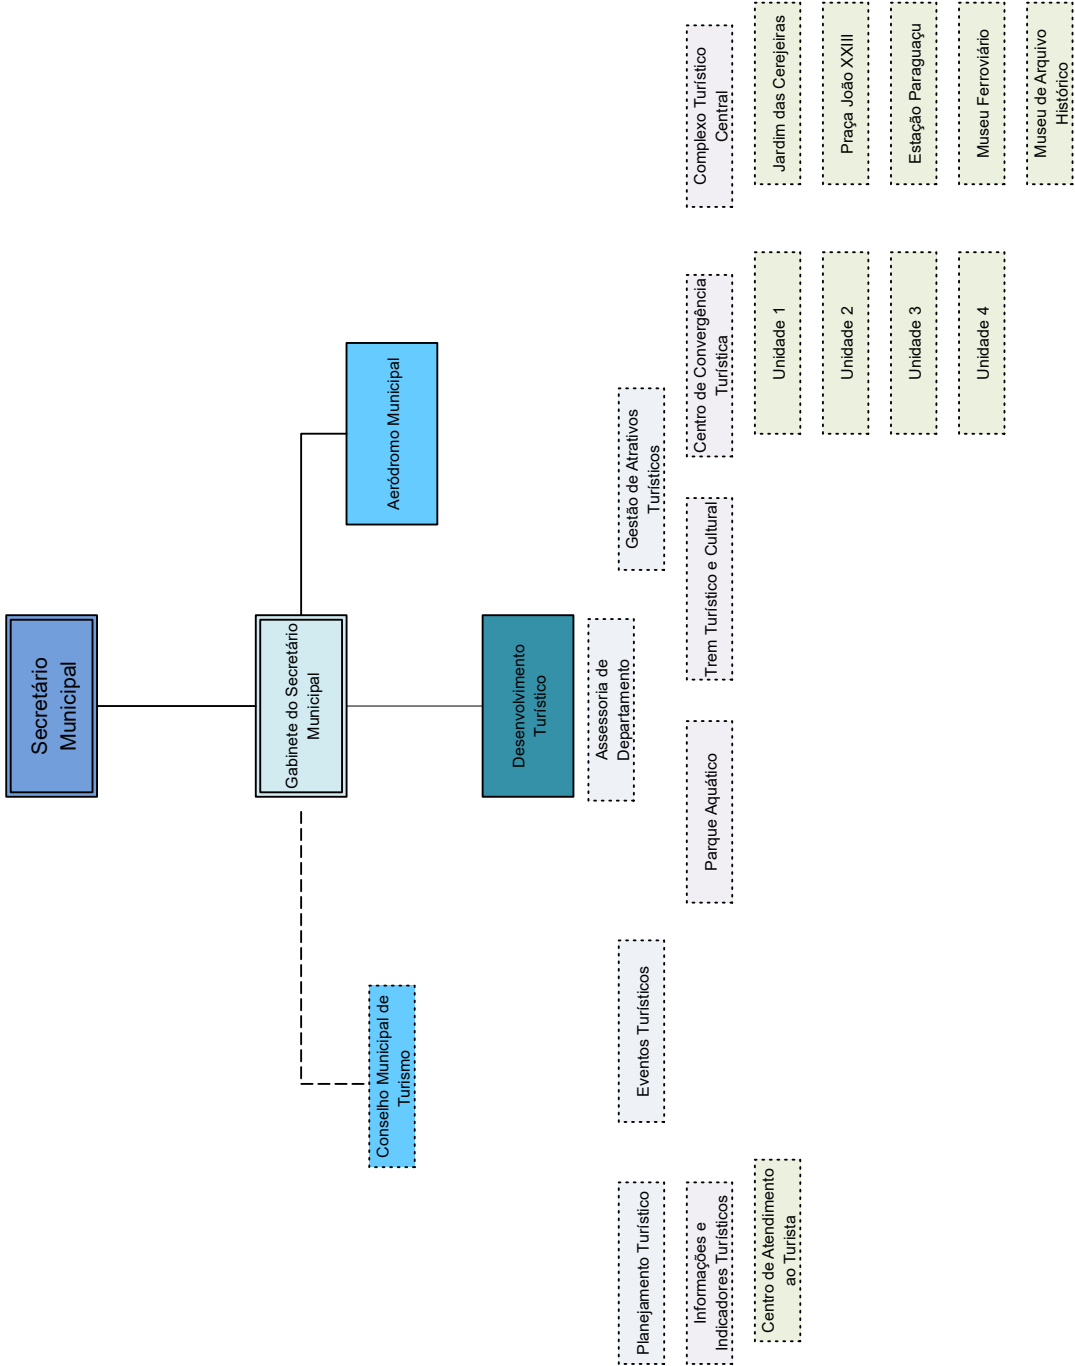 Secretário
Municipal
Gabinete do Secretário
Municipal
Conselho Municipal de
Turismo
Aeródromo Municipal
Desenvolvimento
Turístico
Assessoria de
Departamento
Planejamento Turístico
Eventos Turísticos
Gestão de Atrativos
Turísticos
Informações e
Indicadores Turísticos
Parque Aquático
Trem Turístico e Cultural
Centro de Convergência
Turística
Complexo Turístico
Central
Centro de Atendimento
ao Turista
Unidade 1
Jardim das Cerejeiras
Unidade 2
Praça João XXIII
Unidade 3
Estação Paraguaçu
Unidade 4
Museu Ferroviário
Museu de Arquivo
Histórico